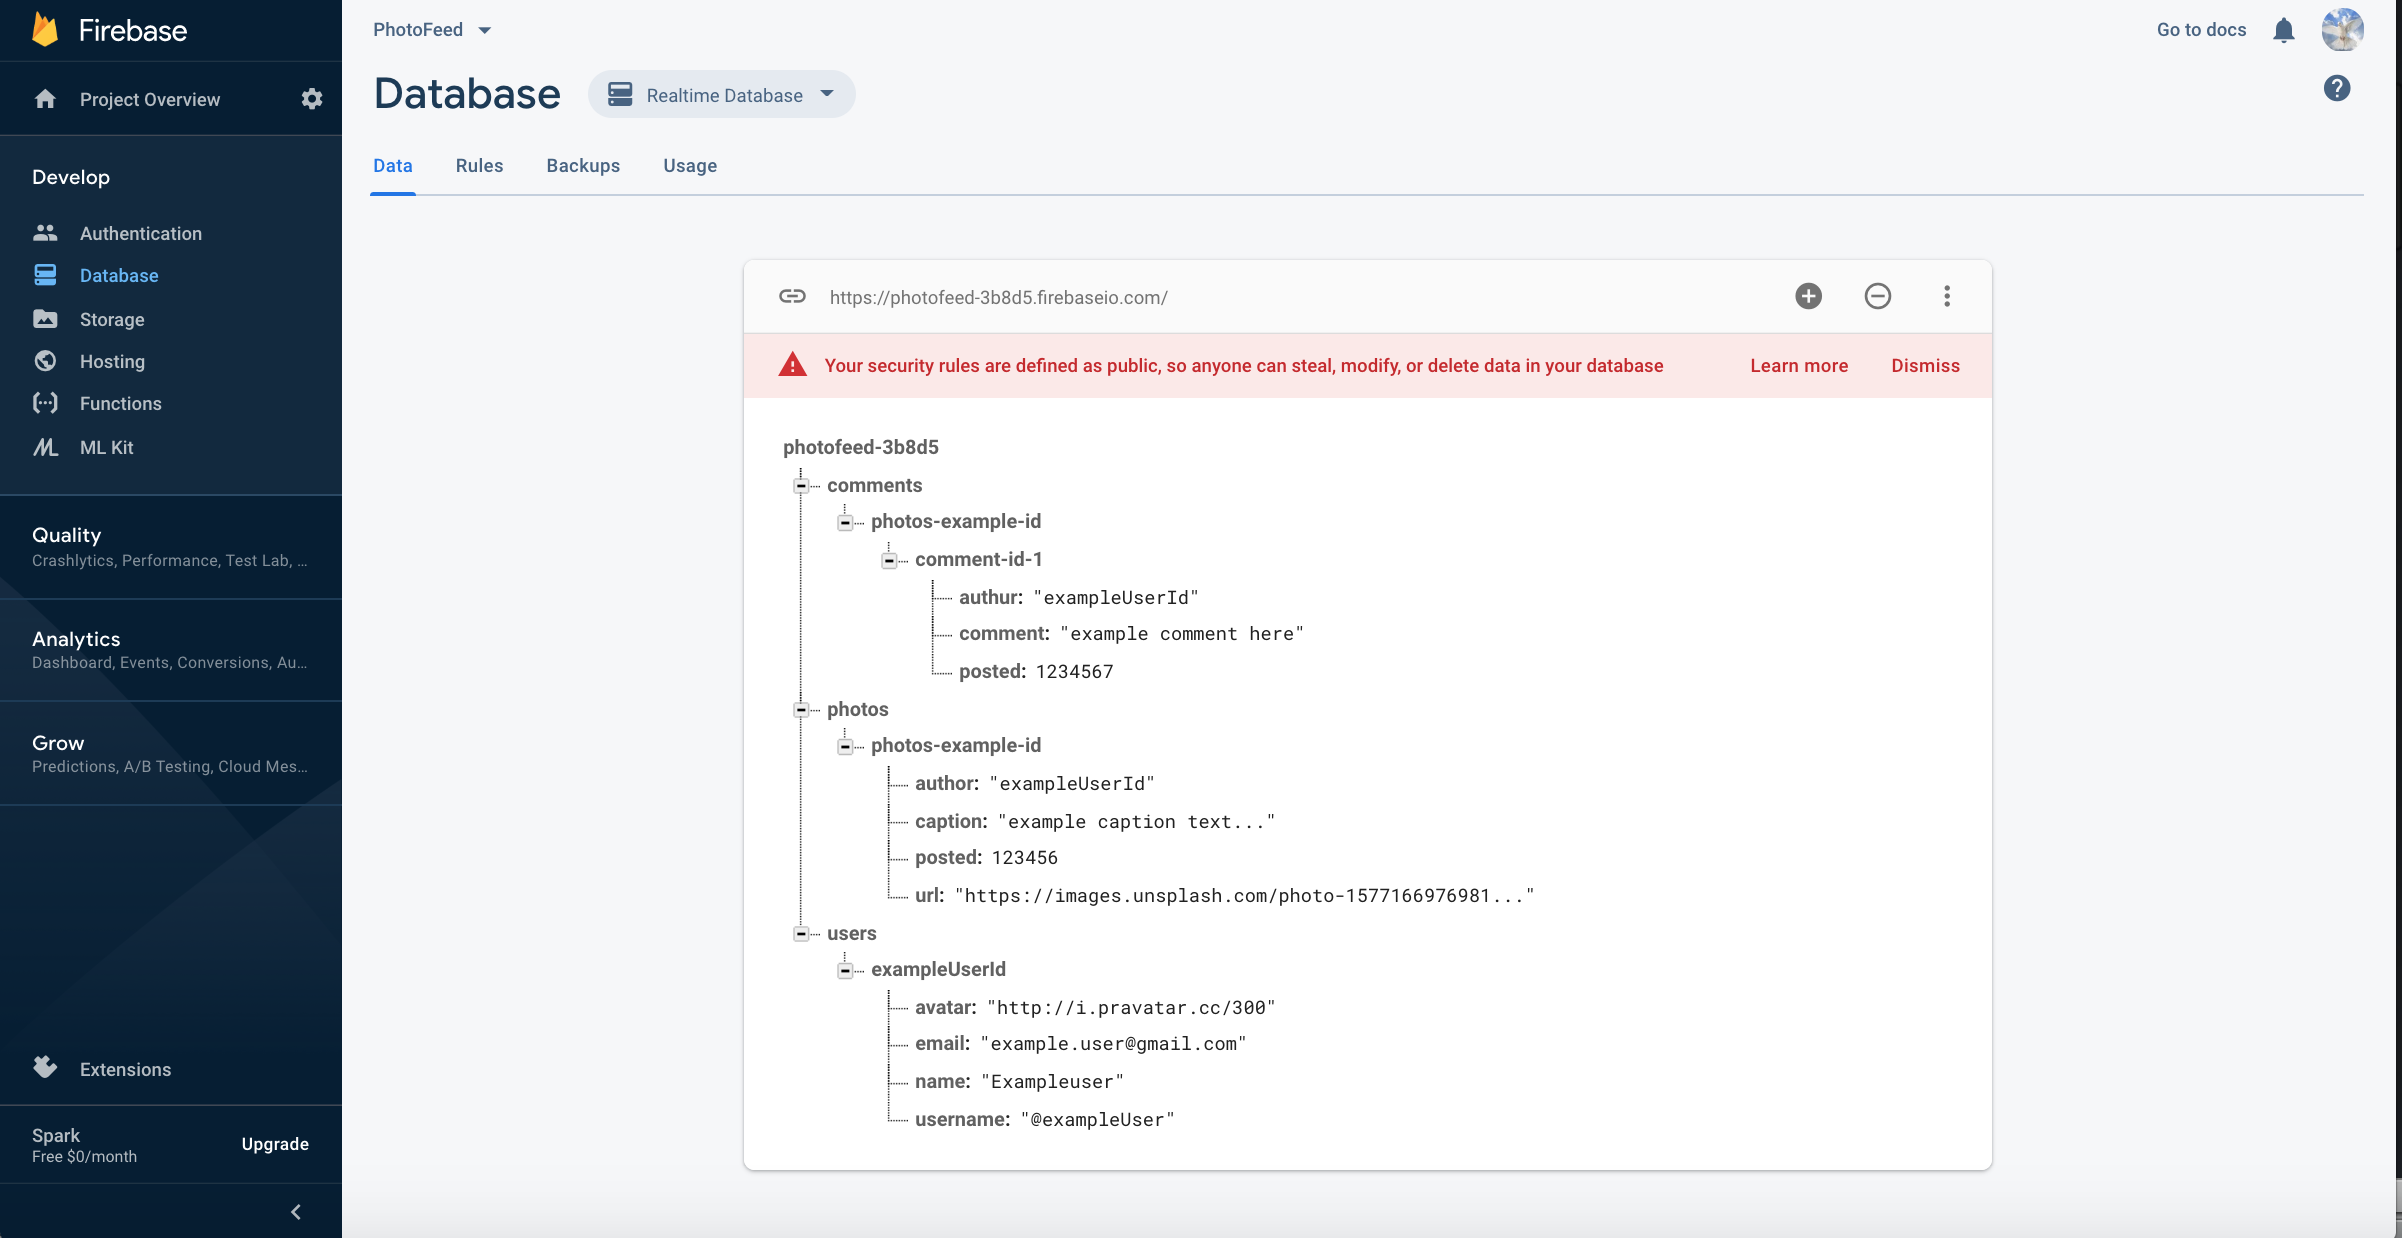 Firebase
Project Overview
Develop
Authentication
Database
Storage
Hosting
Functions
ML Kit
Quality
Crashlytics, Performance, Test Lab, ...
Analytics
Dashboard, Events, Conversions, Au...
Grow
Predictions, A/B Testing, Cloud Mes...
Extensions
Spark
Free $0/month
Upgrade
PhotoFeed
Go to docs
Database
Realtime Database
Data Rules Backups Usage
https://photofeed-3b8d5.firebaseio.com/
Your security rules are defined as public, so anyone can steal, modify, or delete data in your database
Learn more
Dismiss
photofeed-3b8d5
comments
photos-example-id
comment-id-1
authur: "exampleUserId"
comment: "example comment here"
posted: 1234567
photos
photos-example-id
author: "exampleUserId"
caption: "example caption text..."
posted: 123456
url: "https://images.unsplash.com/photo-1577166976981..."
users
exampleUserId
avatar: "http://i.pravatar.cc/300"
email: "example.user@gmail.com"
name: "Exampleuser"
username: "@exampleUser"